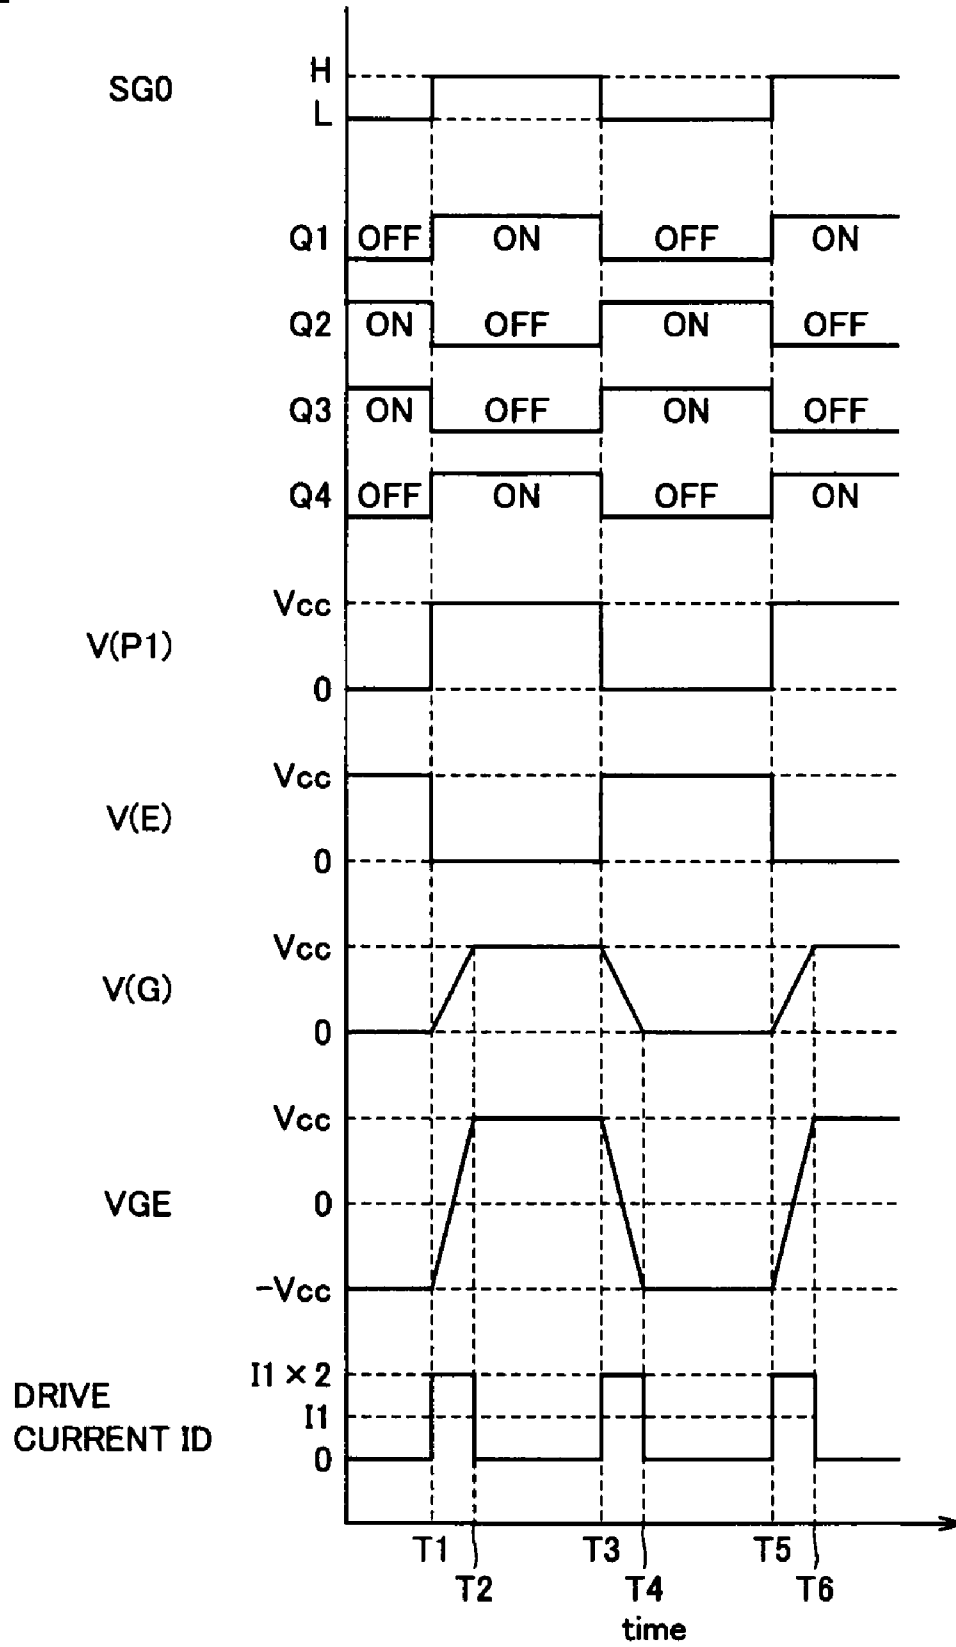 H
SG0
L
Q1 OFF ON OFF ON
Q2 ON OFF ON OFF
Q3 ON OFF ON OFF
Q4 OFF ON OFF ON
Vcc
V(P1)
0
Vcc
V(E)
0
Vcc
V(G)
0
Vcc
VGE 0
-Vcc
I1 × 2
DRIVE
I1
CURRENT ID
0
T1 T3 T5
T2 T4 T6
time